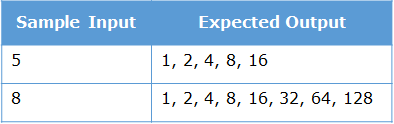 Sample Input Expected Output
5 1, 2, 4, 8, 16
8 1, 2, 4, 8, 16, 32, 64, 128